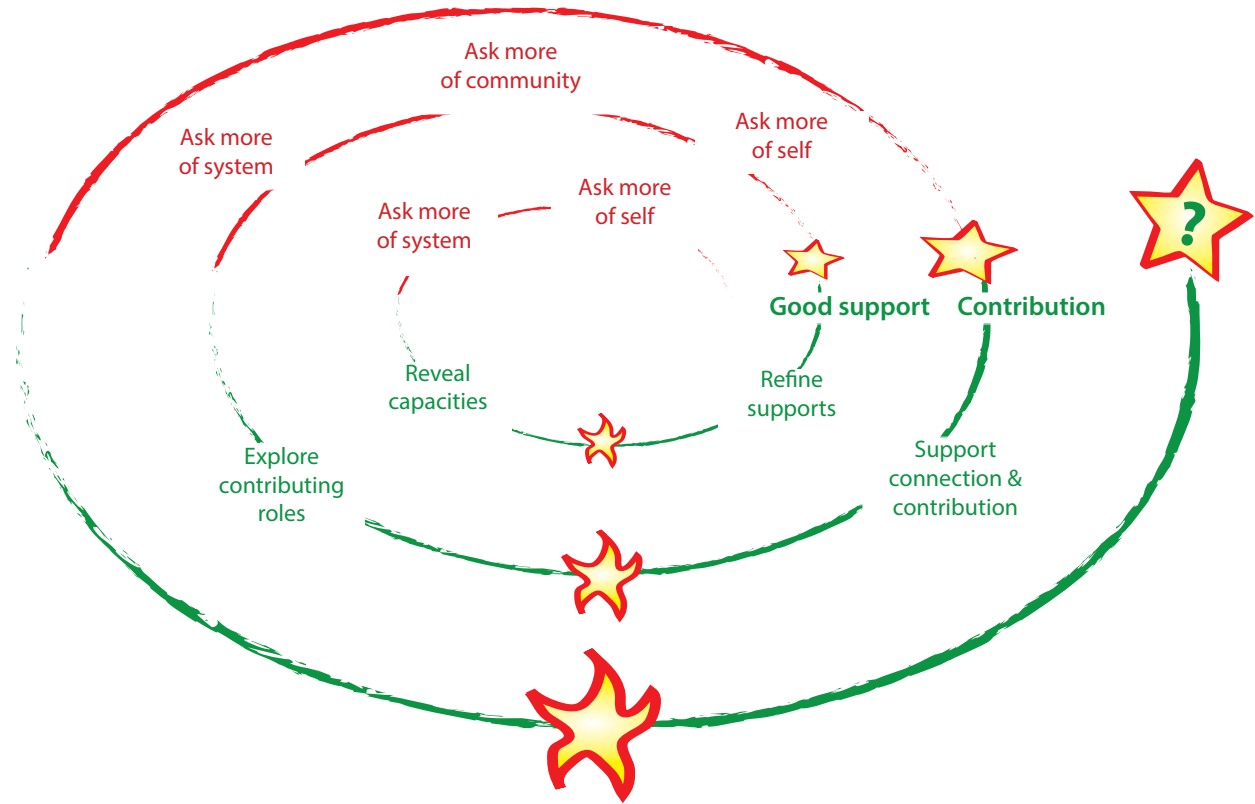 Ask more
of community
Ask more
of system
Ask more
of self
Ask more
of system
Ask more
of self
?
Good support
Contribution
Reveal
capacities
Refine
supports
Explore
contributing
roles
Support
connection &
contribution